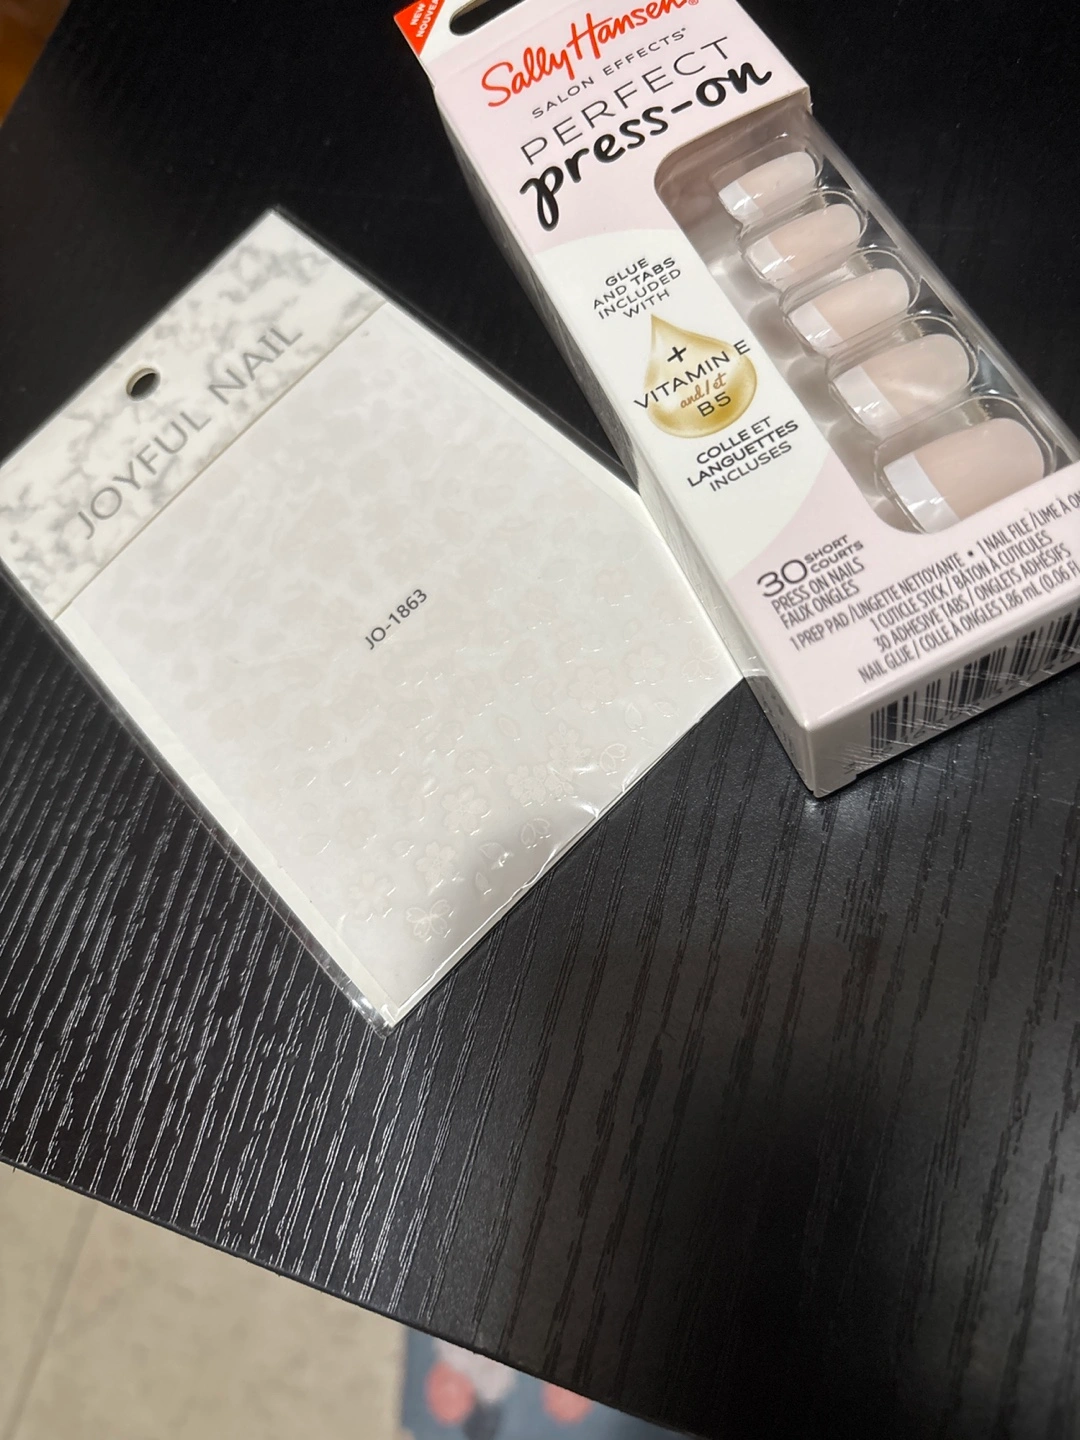 NEW
NOUVEAU
Sally Hansen®
SALON EFFECTS®
PERFECT
press-on
GLUE
AND TABS
INCLUDED
WITH
+
VITAMIN E
and/et
B5
COLLE ET
LANGUETTES
INCLUSES
30 SHORT
COURTS
PRESS ON NAILS
FAUX ONGLES
1 PREP PAD/LINGETTE NETTOYANTE • 1 NAIL FILE/LIME À ON
1 CUTICLE STICK/BÂTON À CUTICULES
30 ADHESIVE TABS/ONGLETS ADHÉSIFS
NAIL GLUE/COLLE À ONGLES 1.86 mL (0.06 Fl
JOYFUL NAIL
JO-1863